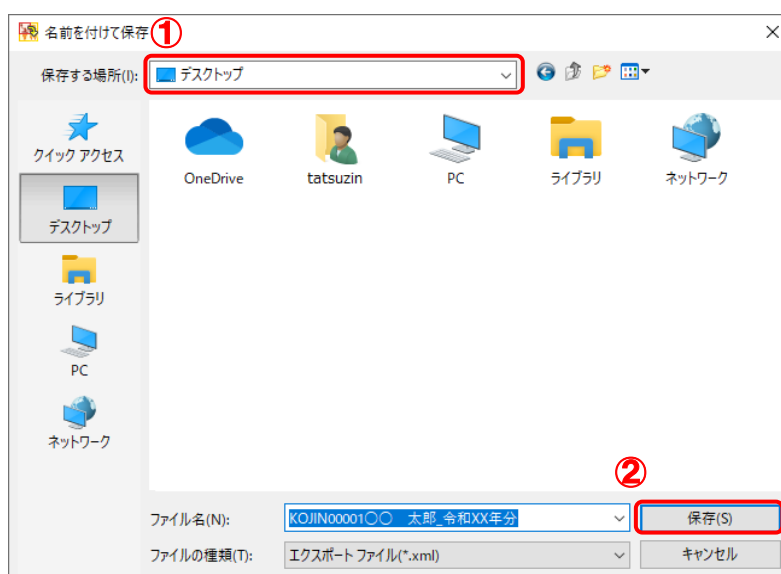 名前を付けて保存
①
保存する場所(I):
デスクトップ
クイック アクセス
デスクトップ
ライブラリ
PC
ネットワーク
OneDrive
tatsuzin
PC
ライブラリ
ネットワーク
②
ファイル名(N):
KOJIN00001○○　太郎_令和XX年分
保存(S)
ファイルの種類(T):
エクスポート ファイル(*.xml)
キャンセル